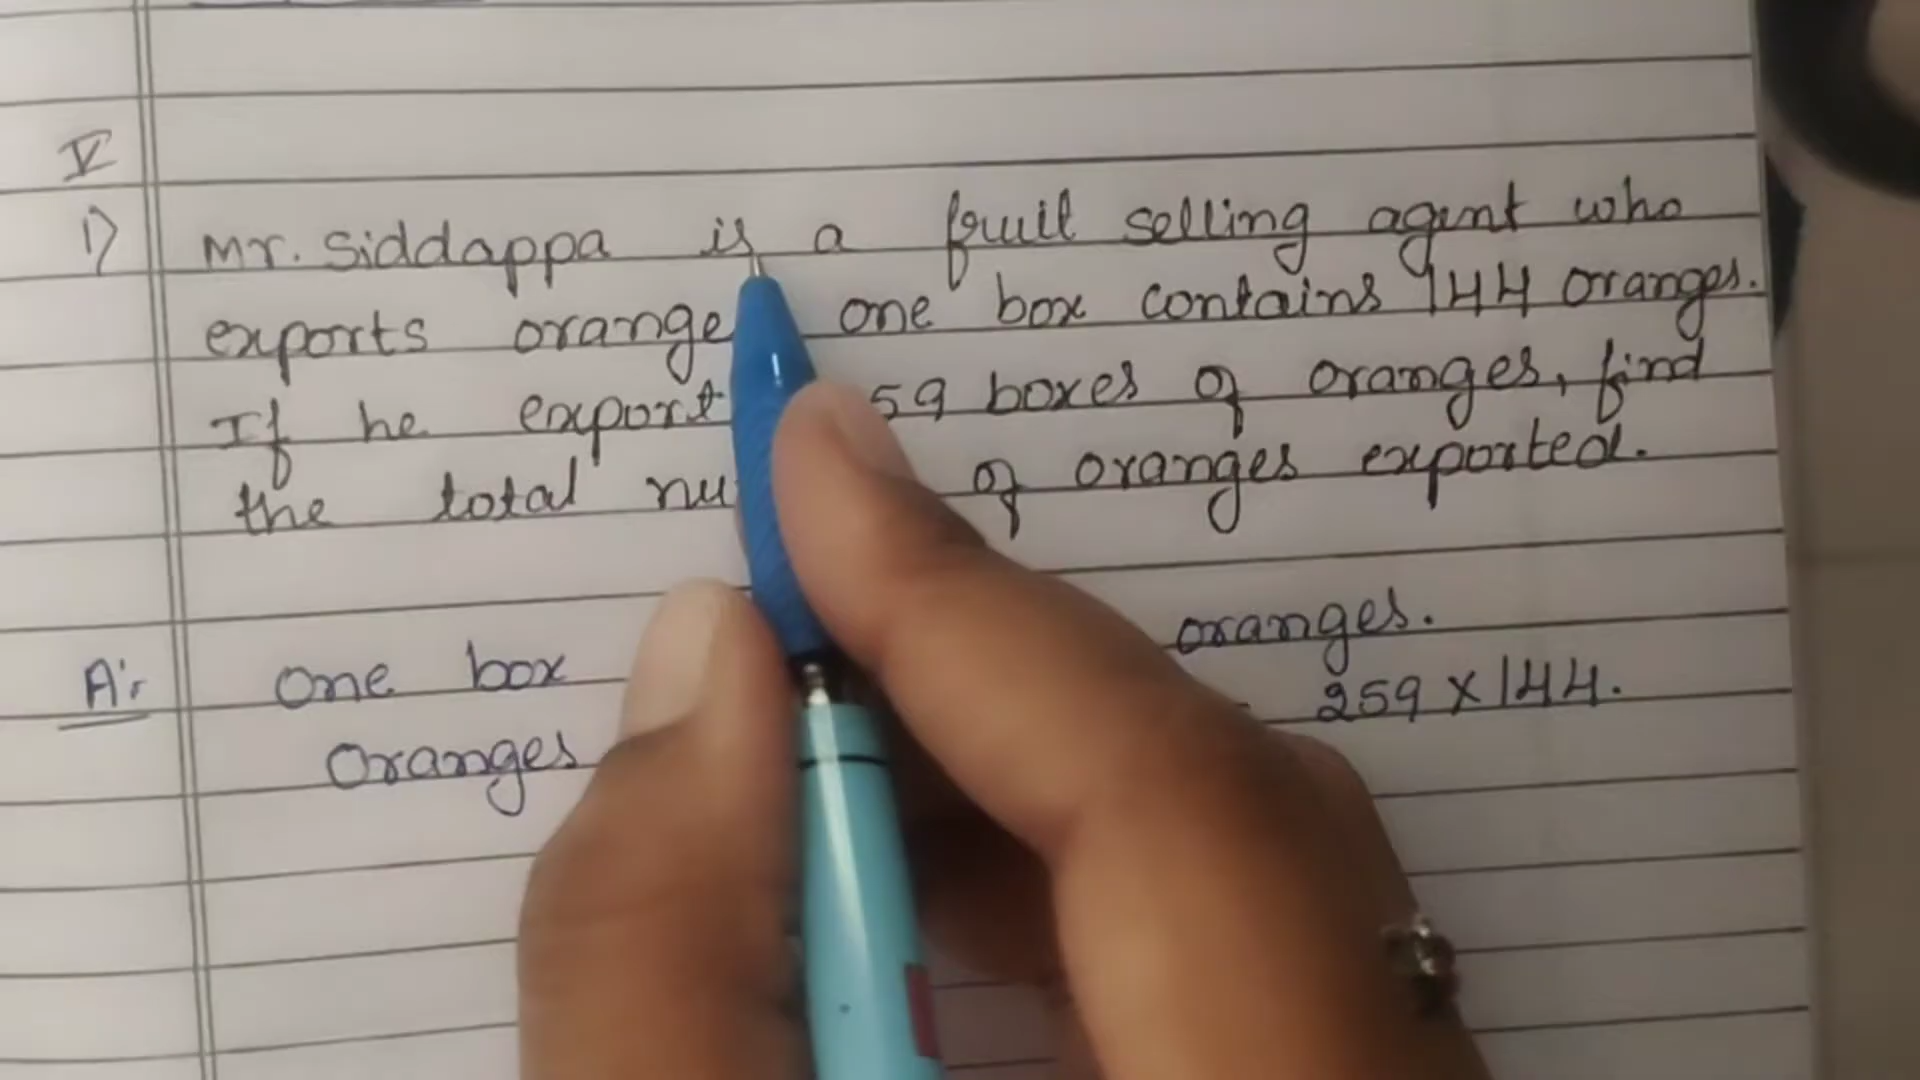 V
1) Mr. Siddappa is a fruit selling agent who
exports orange one box contains 144 oranges.
If he export 59 boxes of oranges, find
the total nu of oranges exported.
A:- One box oranges.
Oranges 259 x 144.